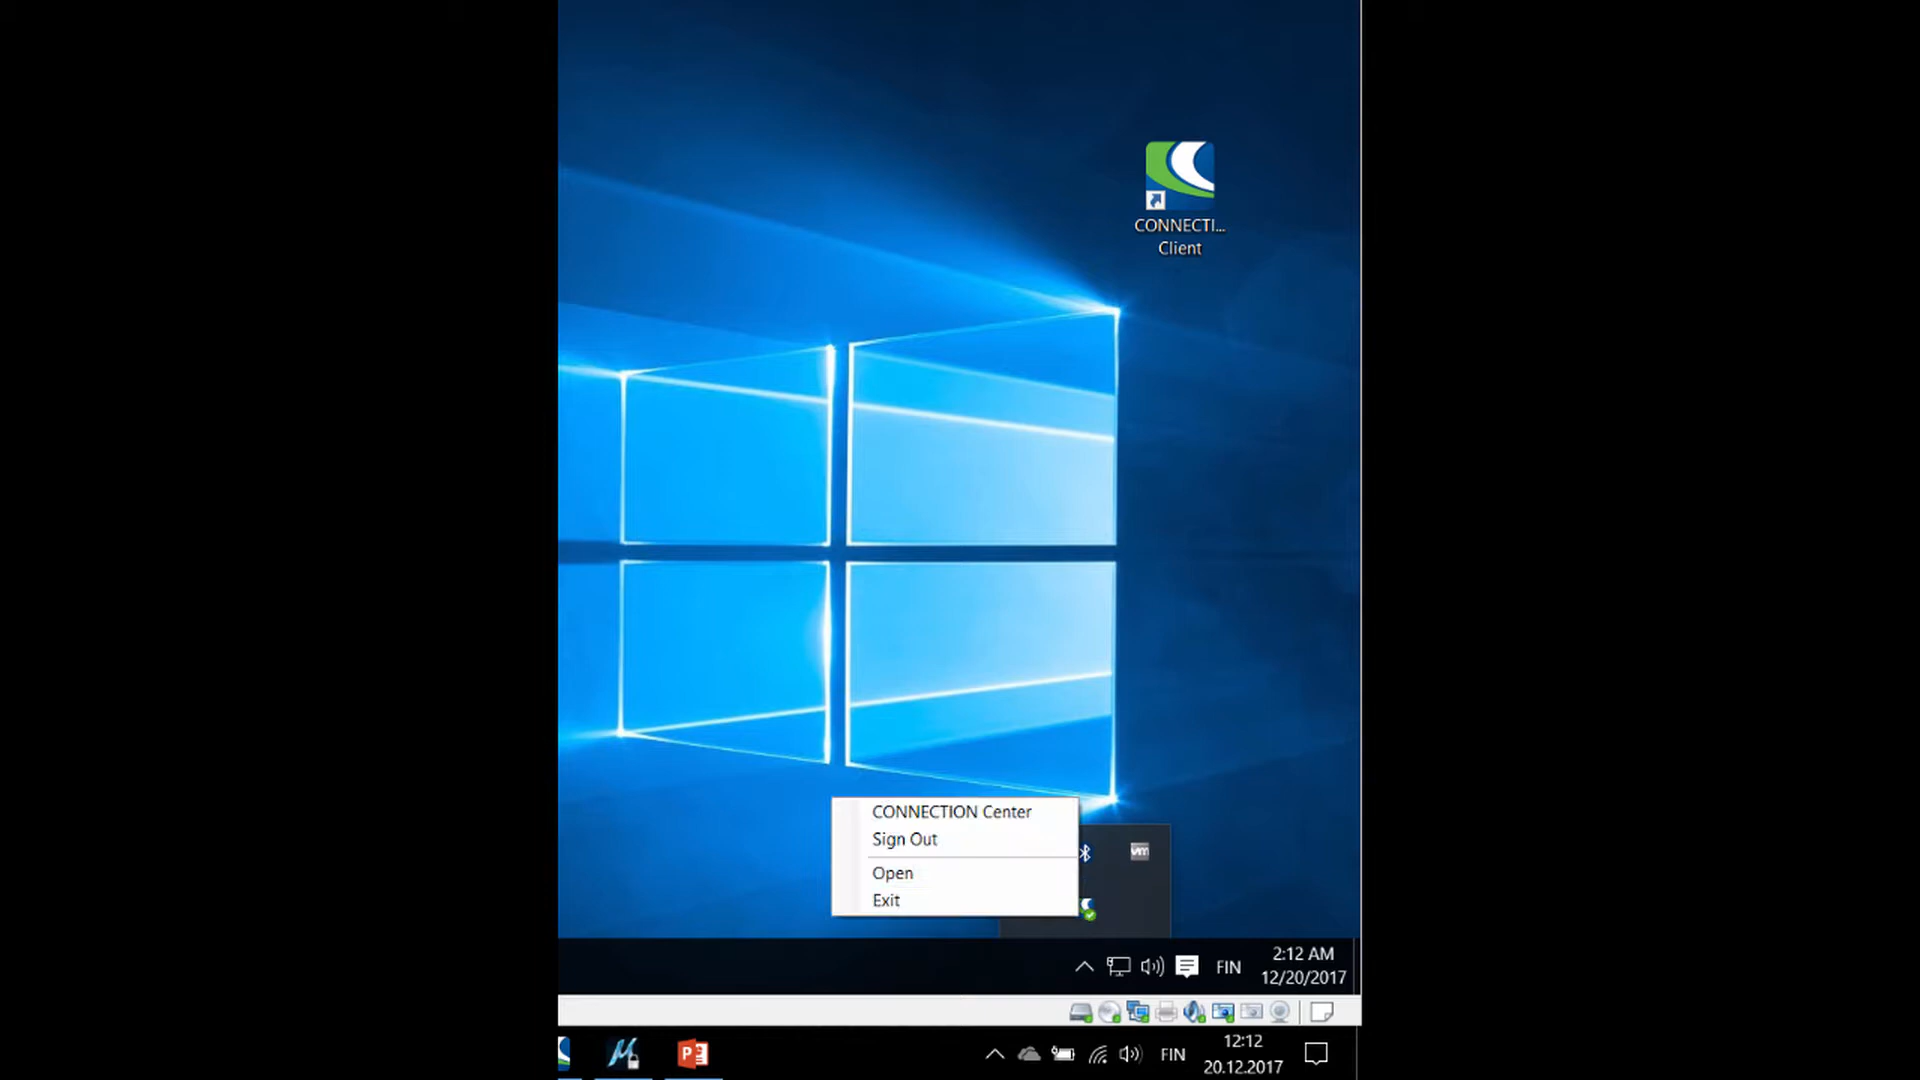 CONNECTI...
Client
CONNECTION Center
Sign Out
Open
Exit
vm
FIN
2:12 AM
12/20/2017
FIN
12:12
20.12.2017